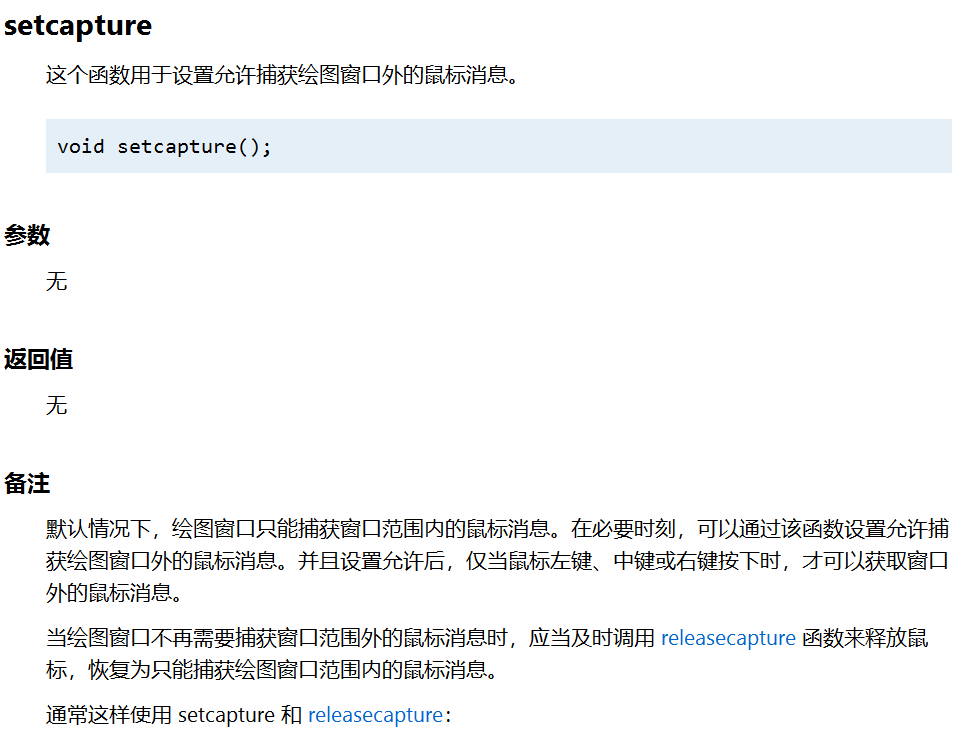 setcapture
这个函数用于设置允许捕获绘图窗口外的鼠标消息。
void setcapture();
参数
无
返回值
无
备注
默认情况下，绘图窗口只能捕获窗口范围内的鼠标消息。在必要时刻，可以通过该函数设置允许捕
获绘图窗口外的鼠标消息。并且设置允许后，仅当鼠标左键、中键或右键按下时，才可以获取窗口
外的鼠标消息。
当绘图窗口不再需要捕获窗口范围外的鼠标消息时，应当及时调用 releasecapture 函数来释放鼠
标，恢复为只能捕获绘图窗口范围内的鼠标消息。
通常这样使用 setcapture 和 releasecapture：